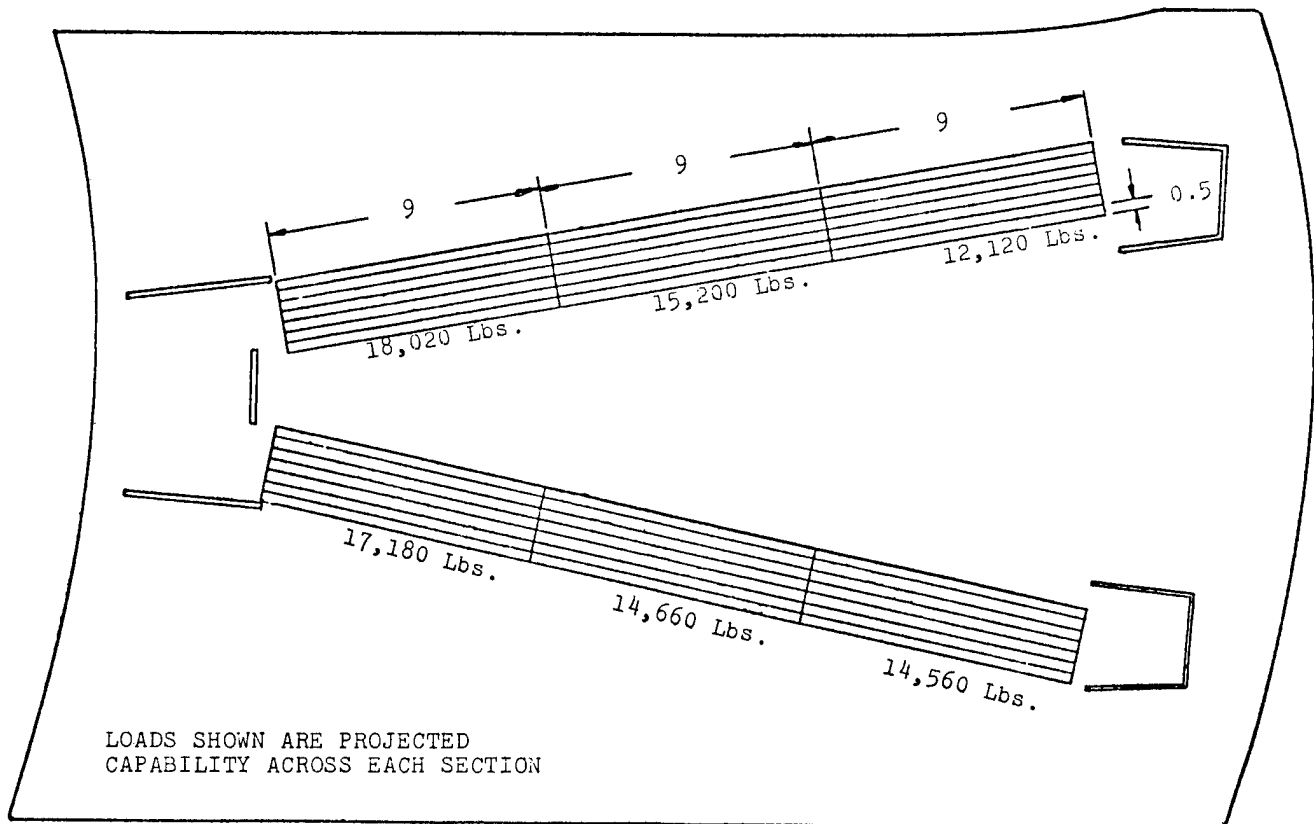 9
9
9
0.5
12,120 Lbs.
15,200 Lbs.
18,020 Lbs.
17,180 Lbs.
14,660 Lbs.
14,560 Lbs.
LOADS SHOWN ARE PROJECTED
CAPABILITY ACROSS EACH SECTION